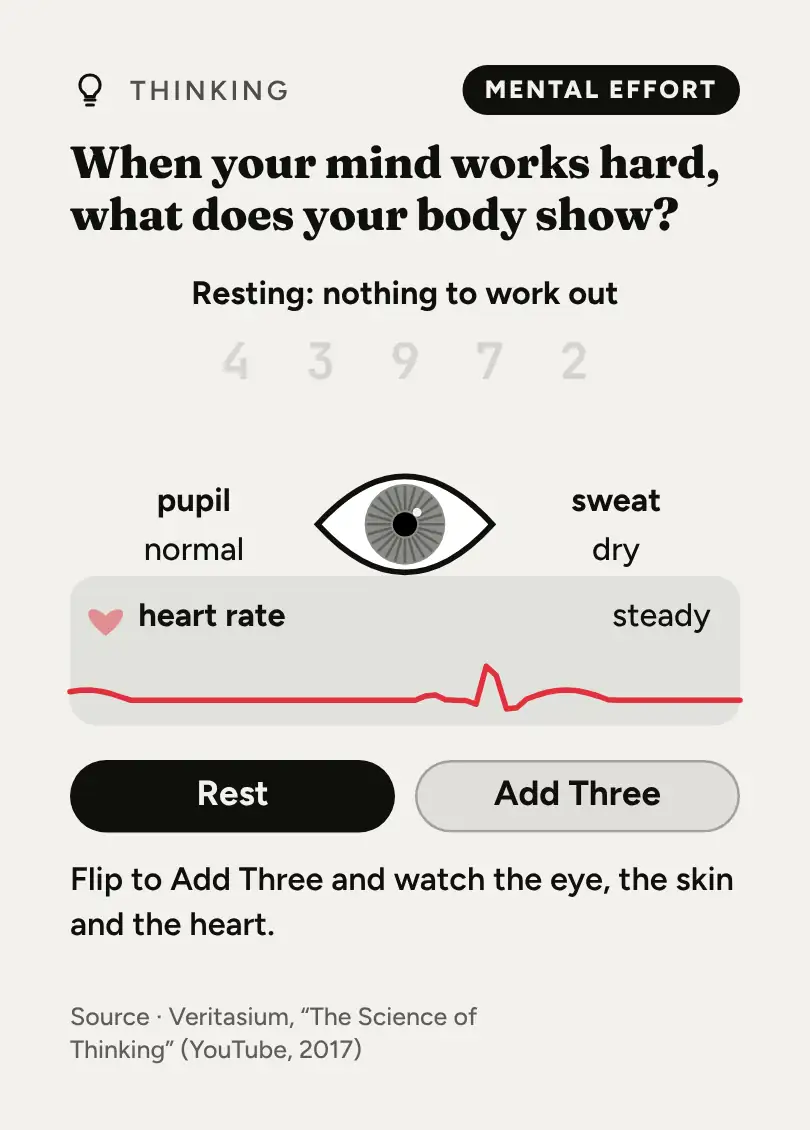 THINKING
MENTAL EFFORT
When your mind works hard,
what does your body show?
Resting: nothing to work out
4 3 9 7 2
pupil
normal
sweat
dry
heart rate
steady
Rest
Add Three
Flip to Add Three and watch the eye, the skin
and the heart.
Source · Veritasium, “The Science of
Thinking” (YouTube, 2017)